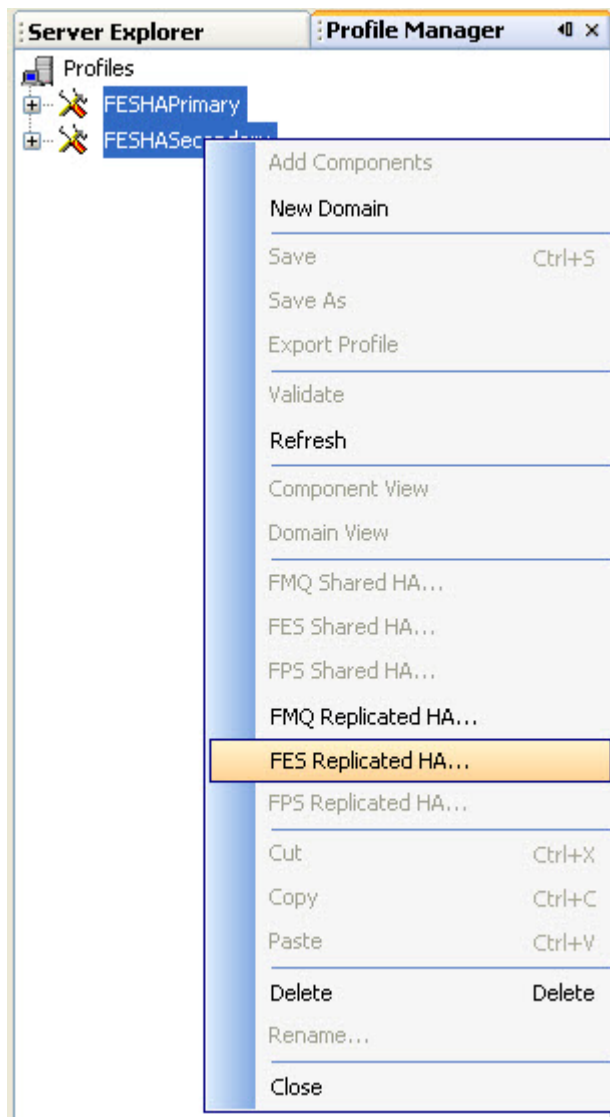 Server Explorer Profile Manager
Profiles
FESHAPrimary
FESHASecondary
Add Components
New Domain
Save Ctrl+S
Save As
Export Profile
Validate
Refresh
Component View
Domain View
FMQ Shared HA...
FES Shared HA...
FPS Shared HA...
FMQ Replicated HA...
FES Replicated HA...
FPS Replicated HA...
Cut Ctrl+X
Copy Ctrl+C
Paste Ctrl+V
Delete Delete
Rename...
Close